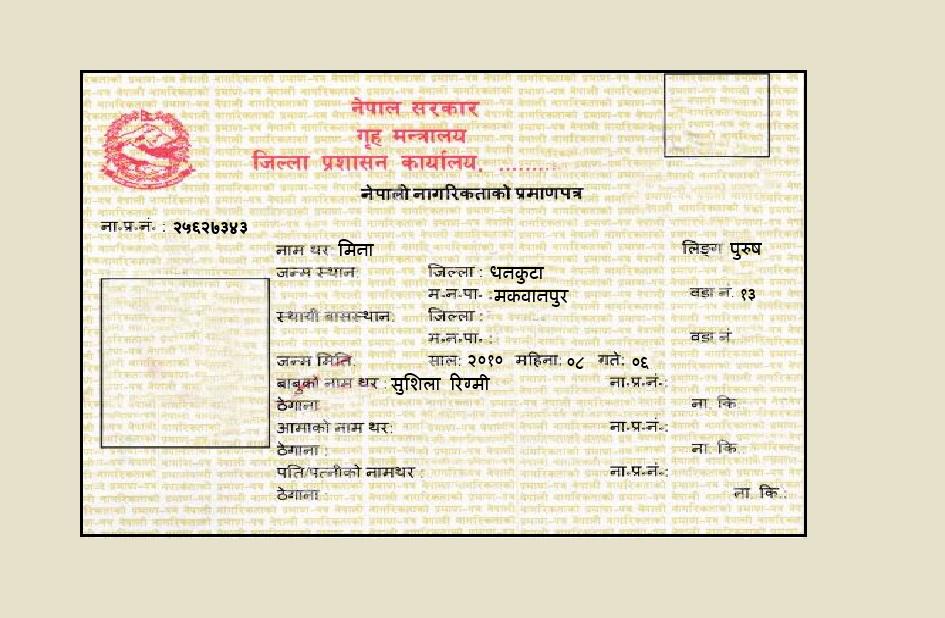 नेपाल सरकार
गृह मन्त्रालय
जिल्ला प्रशासन कार्यालय, .........
नेपाली नागरिकताको प्रमाणपत्र
ना.प्र.नं. : २५६२७३४३
नाम थर: मिना लिङ्ग पुरुष
जन्म स्थान: जिल्ला : धनकुटा
म.न.पा. :मकवानपुर वडा नं. १३
स्थायी बासस्थान: जिल्ला :
म.न.पा. : वडा नं
जन्म मिति: साल: २०१० महिना: ०८ गते: ०६
बाबुको नाम थर : सुशिला रिग्मी ना.प्र.नं.:
ठेगाना ना. कि.
आमाको नाम थर: ना.प्र.नं.:
ठेगाना : ना. कि.
पति/पत्नीको नामथर : ना.प्र.नं.:
ठेगाना : ना. कि.: